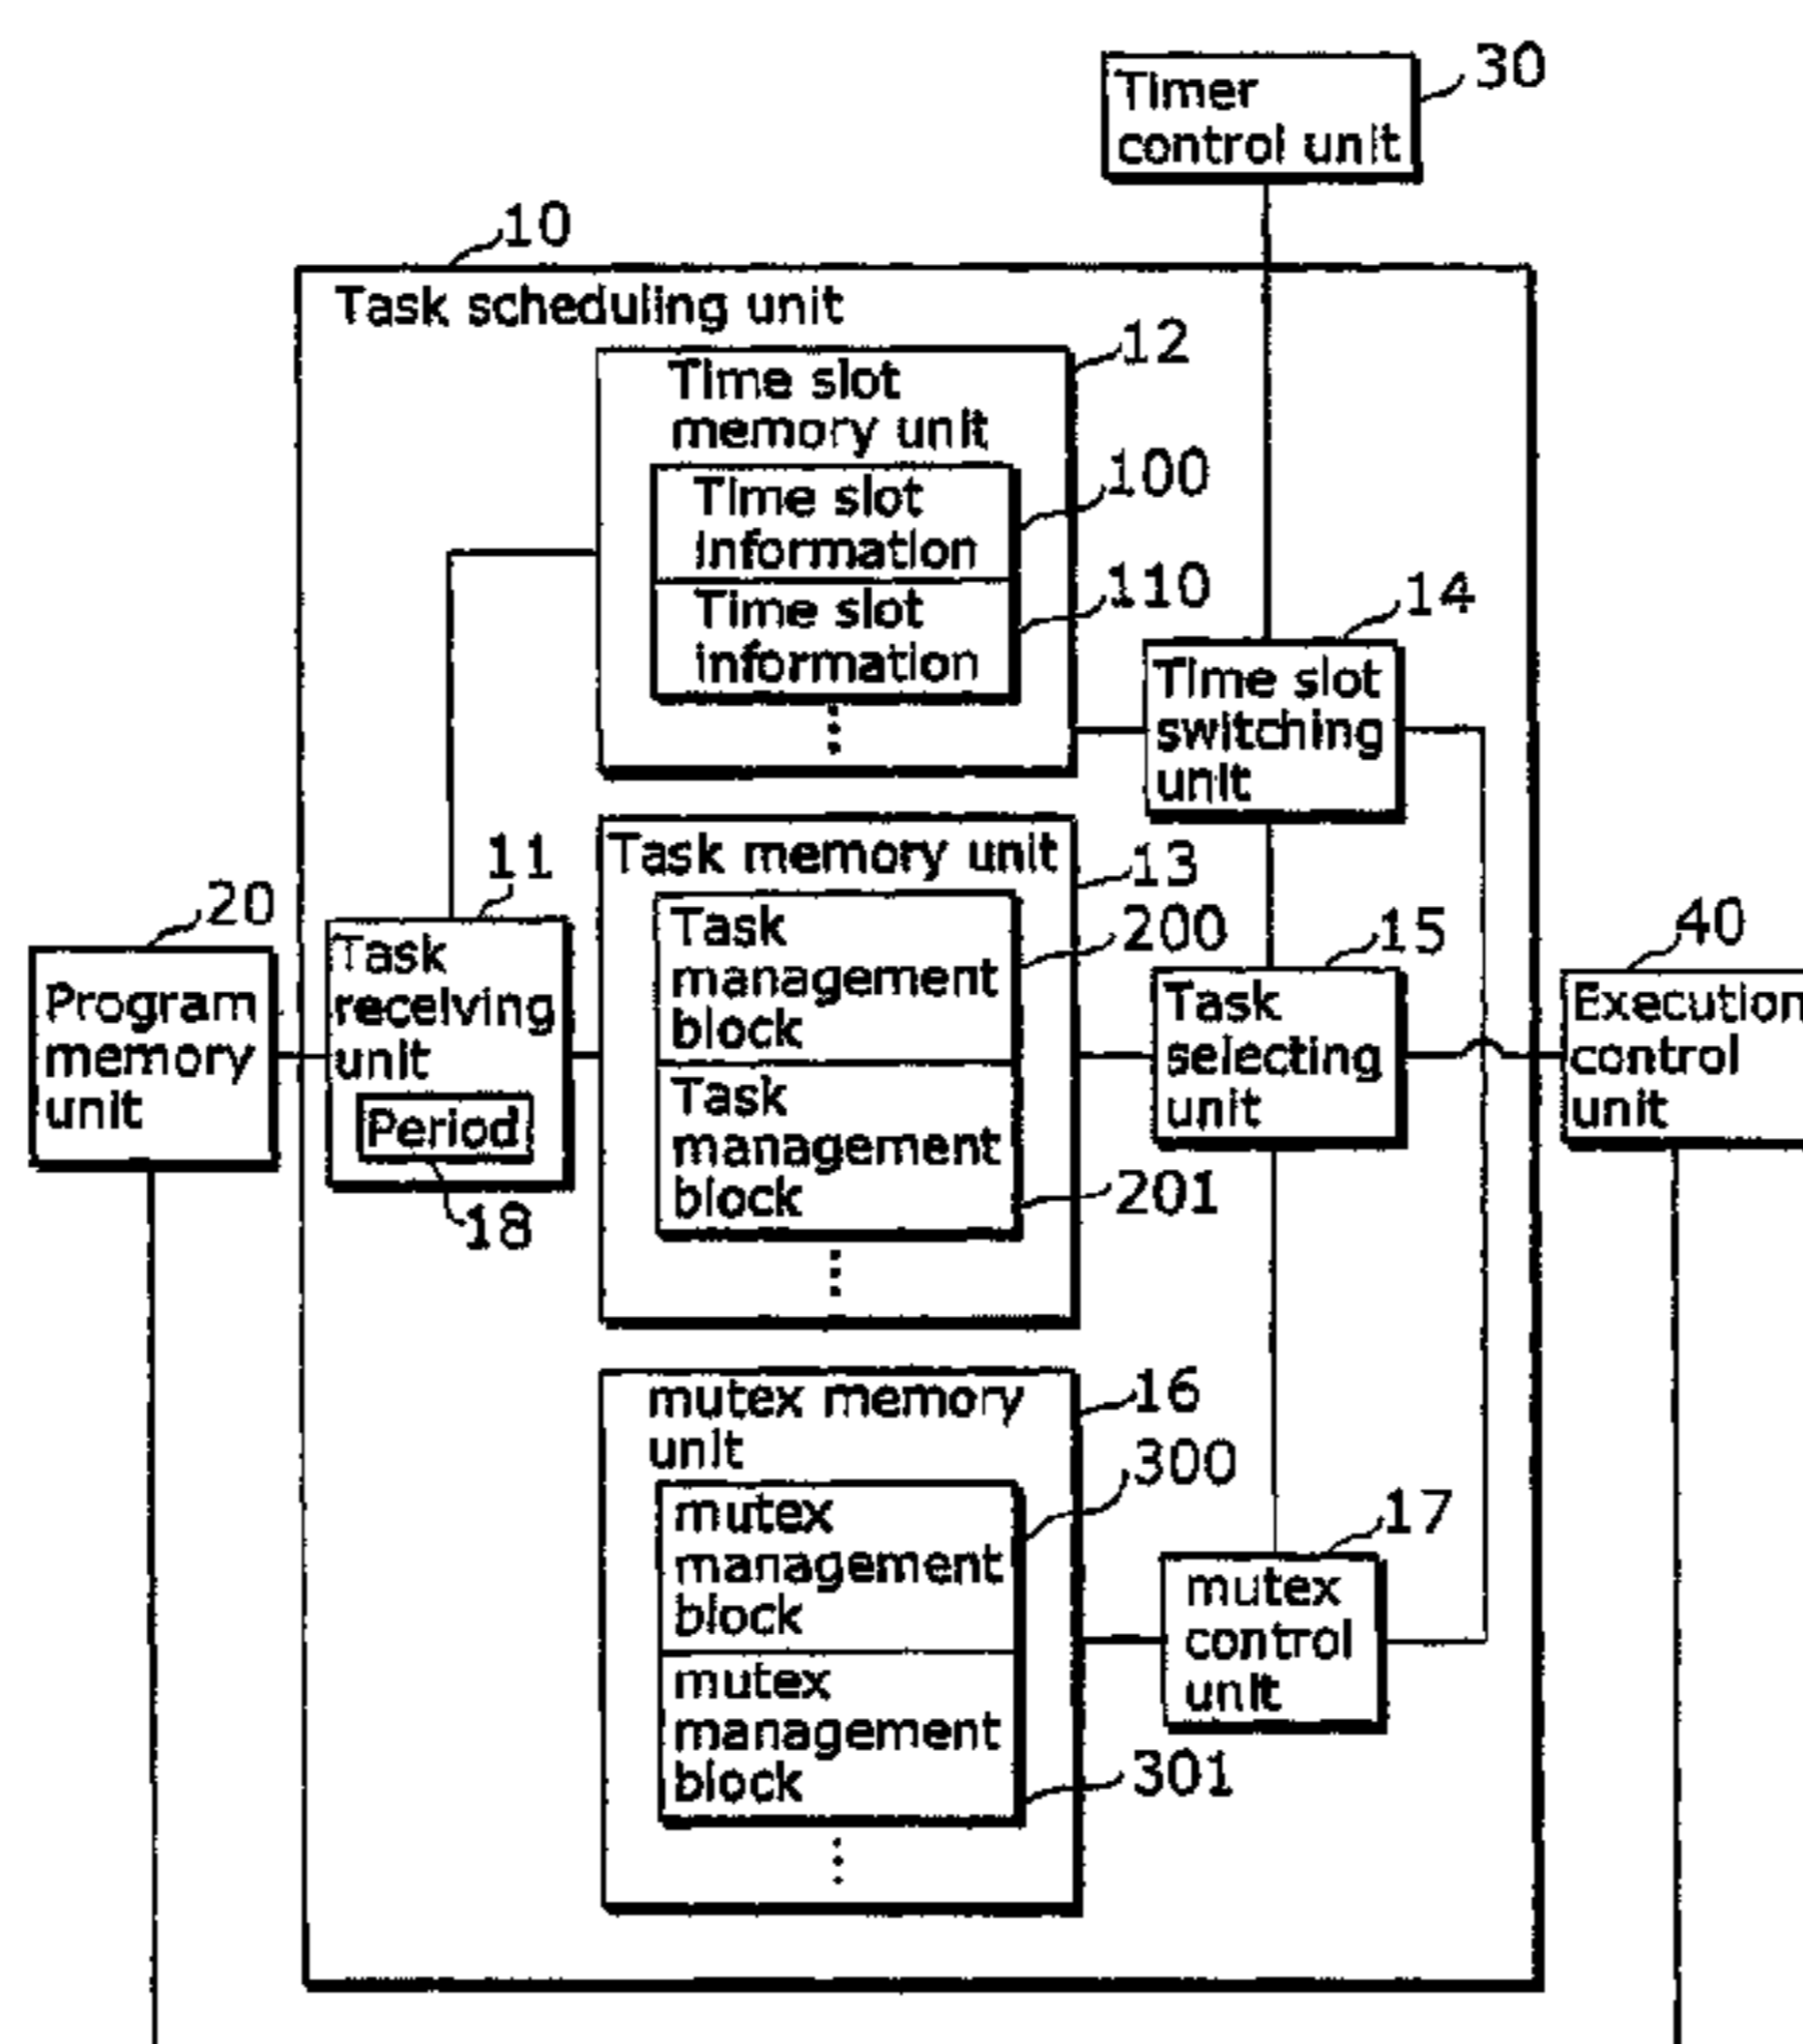 30
Timer
control unit
10
Task scheduling unit
12
Time slot
memory unit
100
Time slot
information
110
Time slot
information
14
Time slot
switching
unit
11
Task memory unit
13
20
Task
receiving
unit
Period
18
Program
memory
unit
Task
management
block
200
Task
management
block
201
15
Task
selecting
unit
40
Execution
control
unit
mutex memory
unit
16
300
mutex
management
block
mutex
management
block
301
17
mutex
control
unit